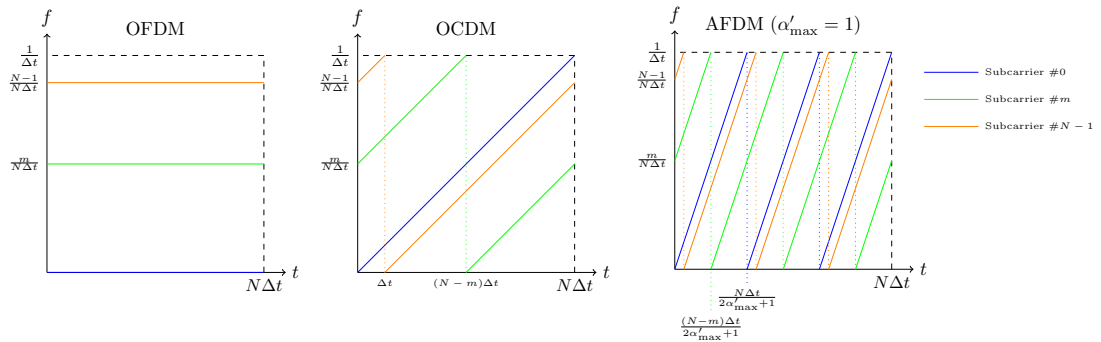 OFDM
f
1/Δt
N−1/NΔt
m/NΔt
NΔt
t
OCDM
f
1/Δt
N−1/NΔt
m/NΔt
Δt
(N − m)Δt
NΔt
t
AFDM (α′max = 1)
f
1/Δt
N−1/NΔt
m/NΔt
NΔt/2α′max+1
(N−m)Δt/2α′max+1
NΔt
t
Subcarrier #0
Subcarrier #m
Subcarrier #N − 1